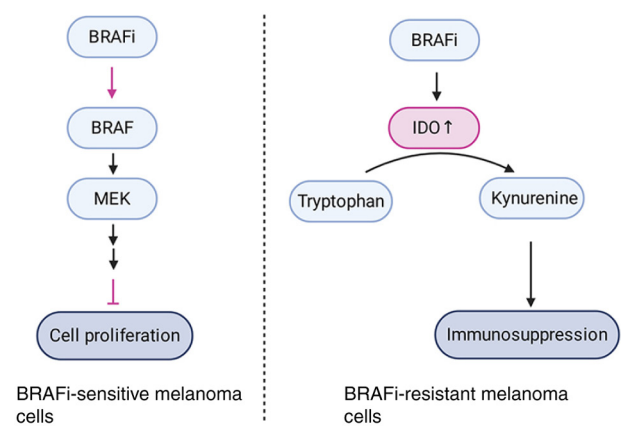 BRAFi
BRAF
MEK
Cell proliferation
BRAFi-sensitive melanoma
cells
BRAFi
IDO↑
Tryptophan
Kynurenine
Immunosuppression
BRAFi-resistant melanoma
cells